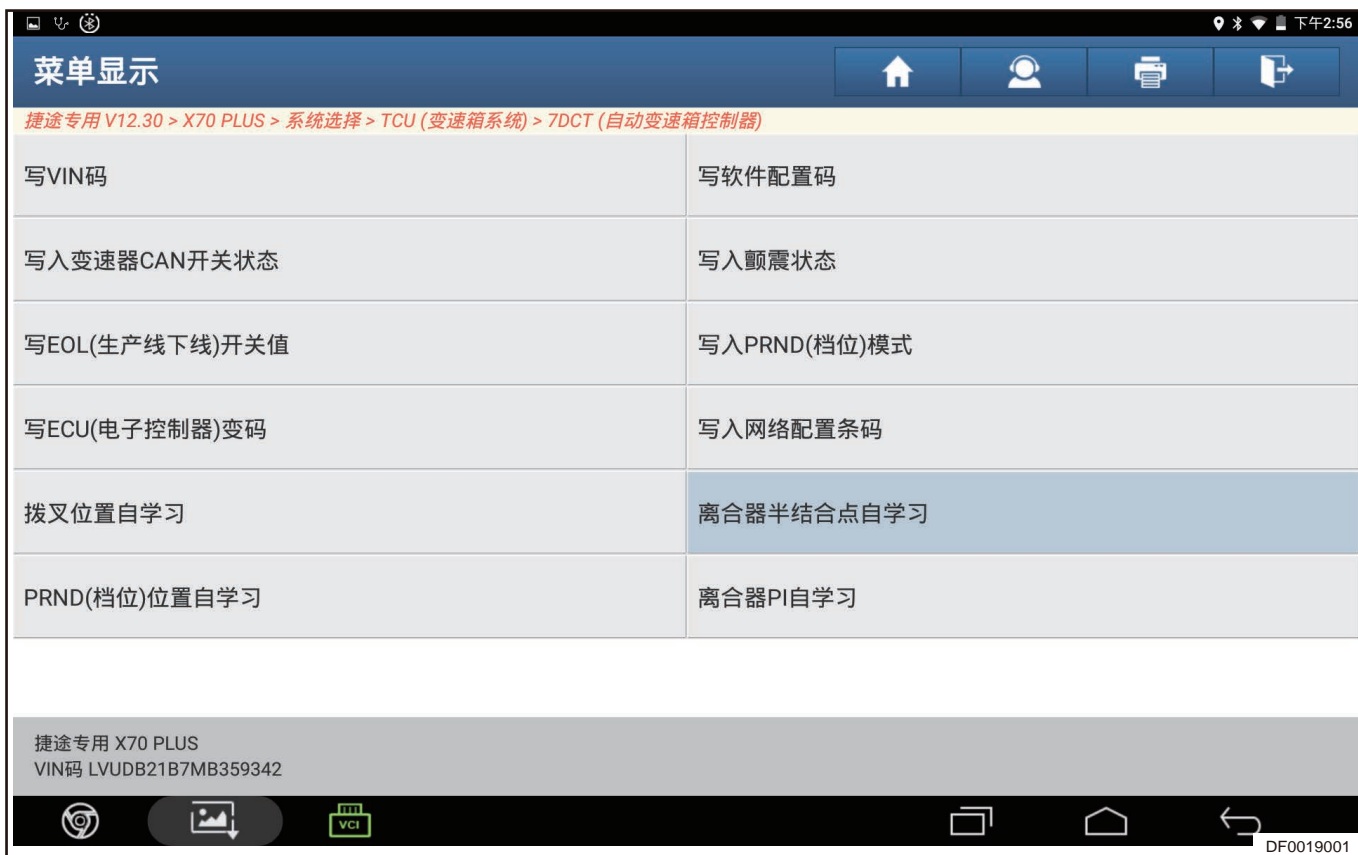 下午2:56
菜单显示
捷途专用 V12.30 > X70 PLUS > 系统选择 > TCU (变速箱系统) > 7DCT (自动变速箱控制器)
写VIN码
写软件配置码
写入变速器CAN开关状态
写入颤震状态
写EOL(生产线下线)开关值
写入PRND(档位)模式
写ECU(电子控制器)变码
写入网络配置条码
拨叉位置自学习
离合器半结合点自学习
PRND(档位)位置自学习
离合器PI自学习
捷途专用 X70 PLUS
VIN码 LVUDB21B7MB359342
VCI
DF0019001